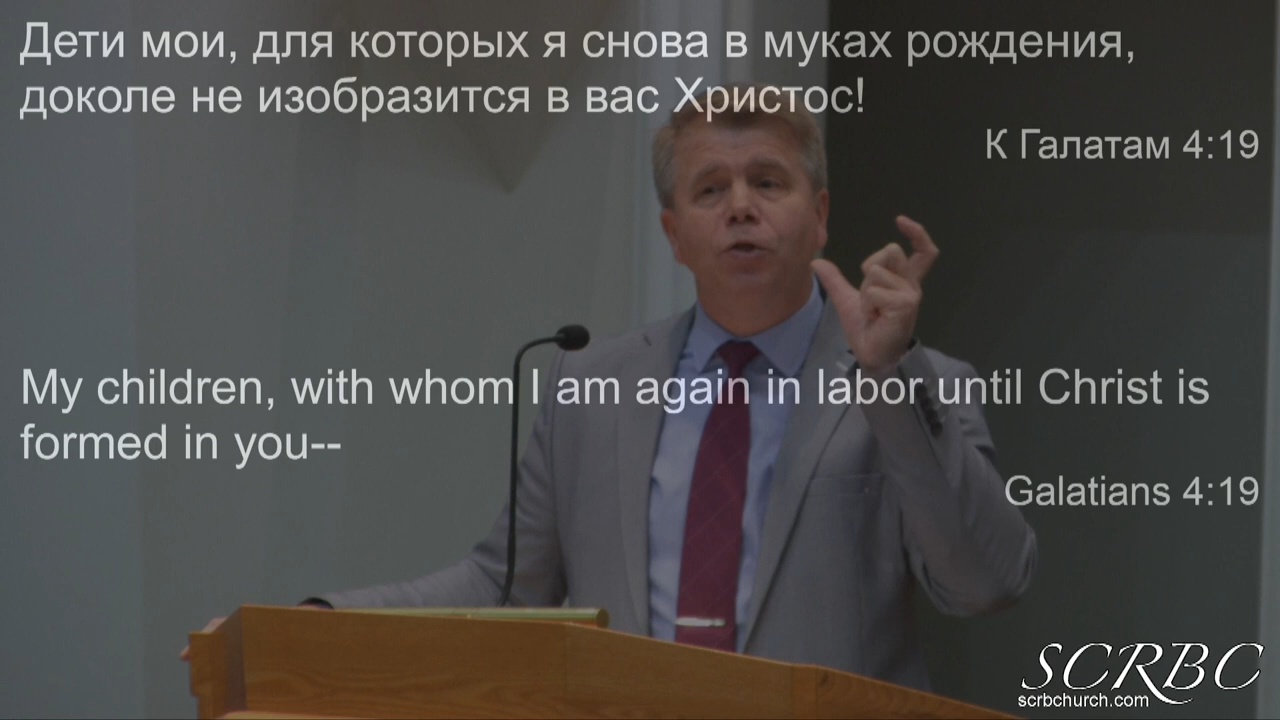 Дети мои, для которых я снова в муках рождения,
доколе не изобразится в вас Христос!
К Галатам 4:19
My children, with whom I am again in labor until Christ is
formed in you--
Galatians 4:19
SCRBC
scrbchurch.com